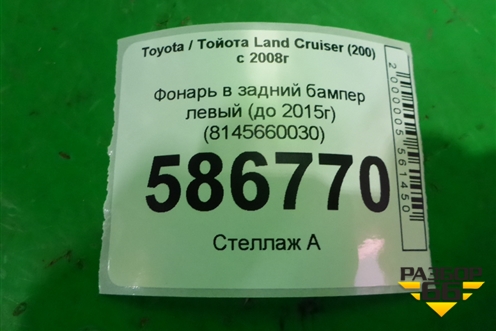 Toyota / Тойота Land Cruiser (200)
с 2008г
Фонарь в задний бампер
левый (до 2015г)
(8145660030)
586770
Стеллаж А
2000005561450
РАЗБОР